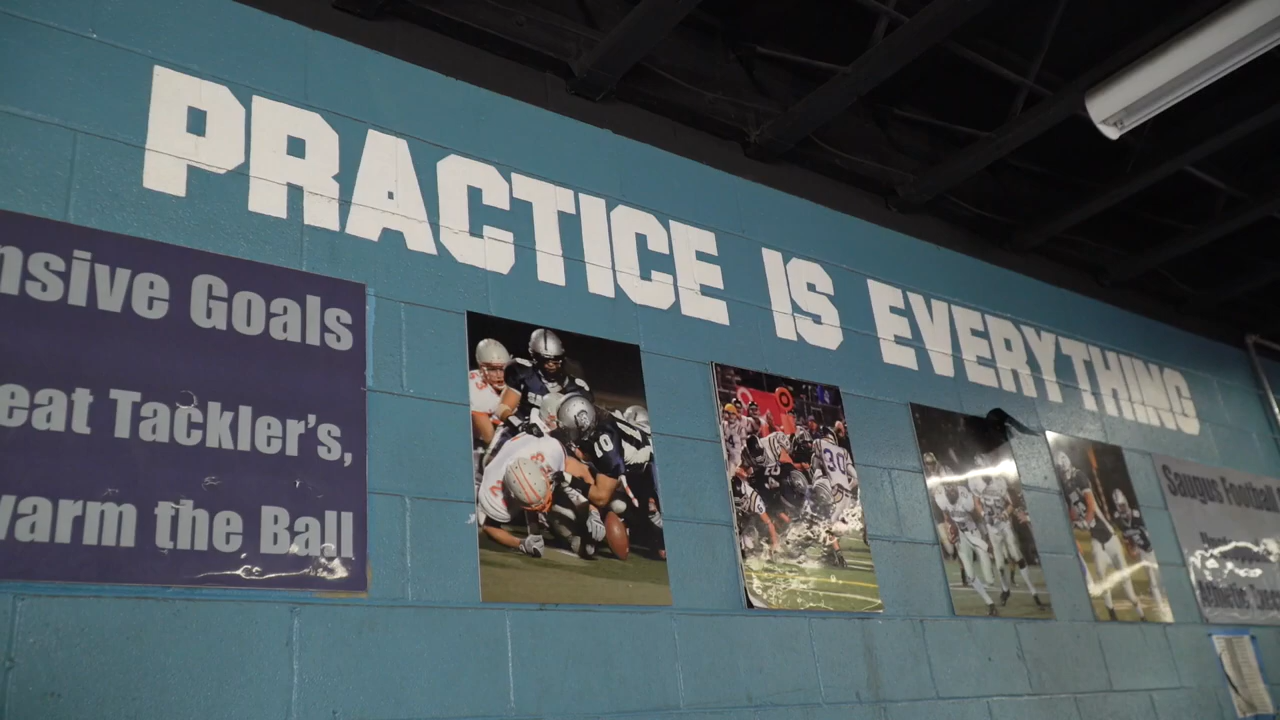 PRACTICE IS EVERYTHING
nsive Goals
eat Tackler's,
warm the Ball
10
30
Saugus Football